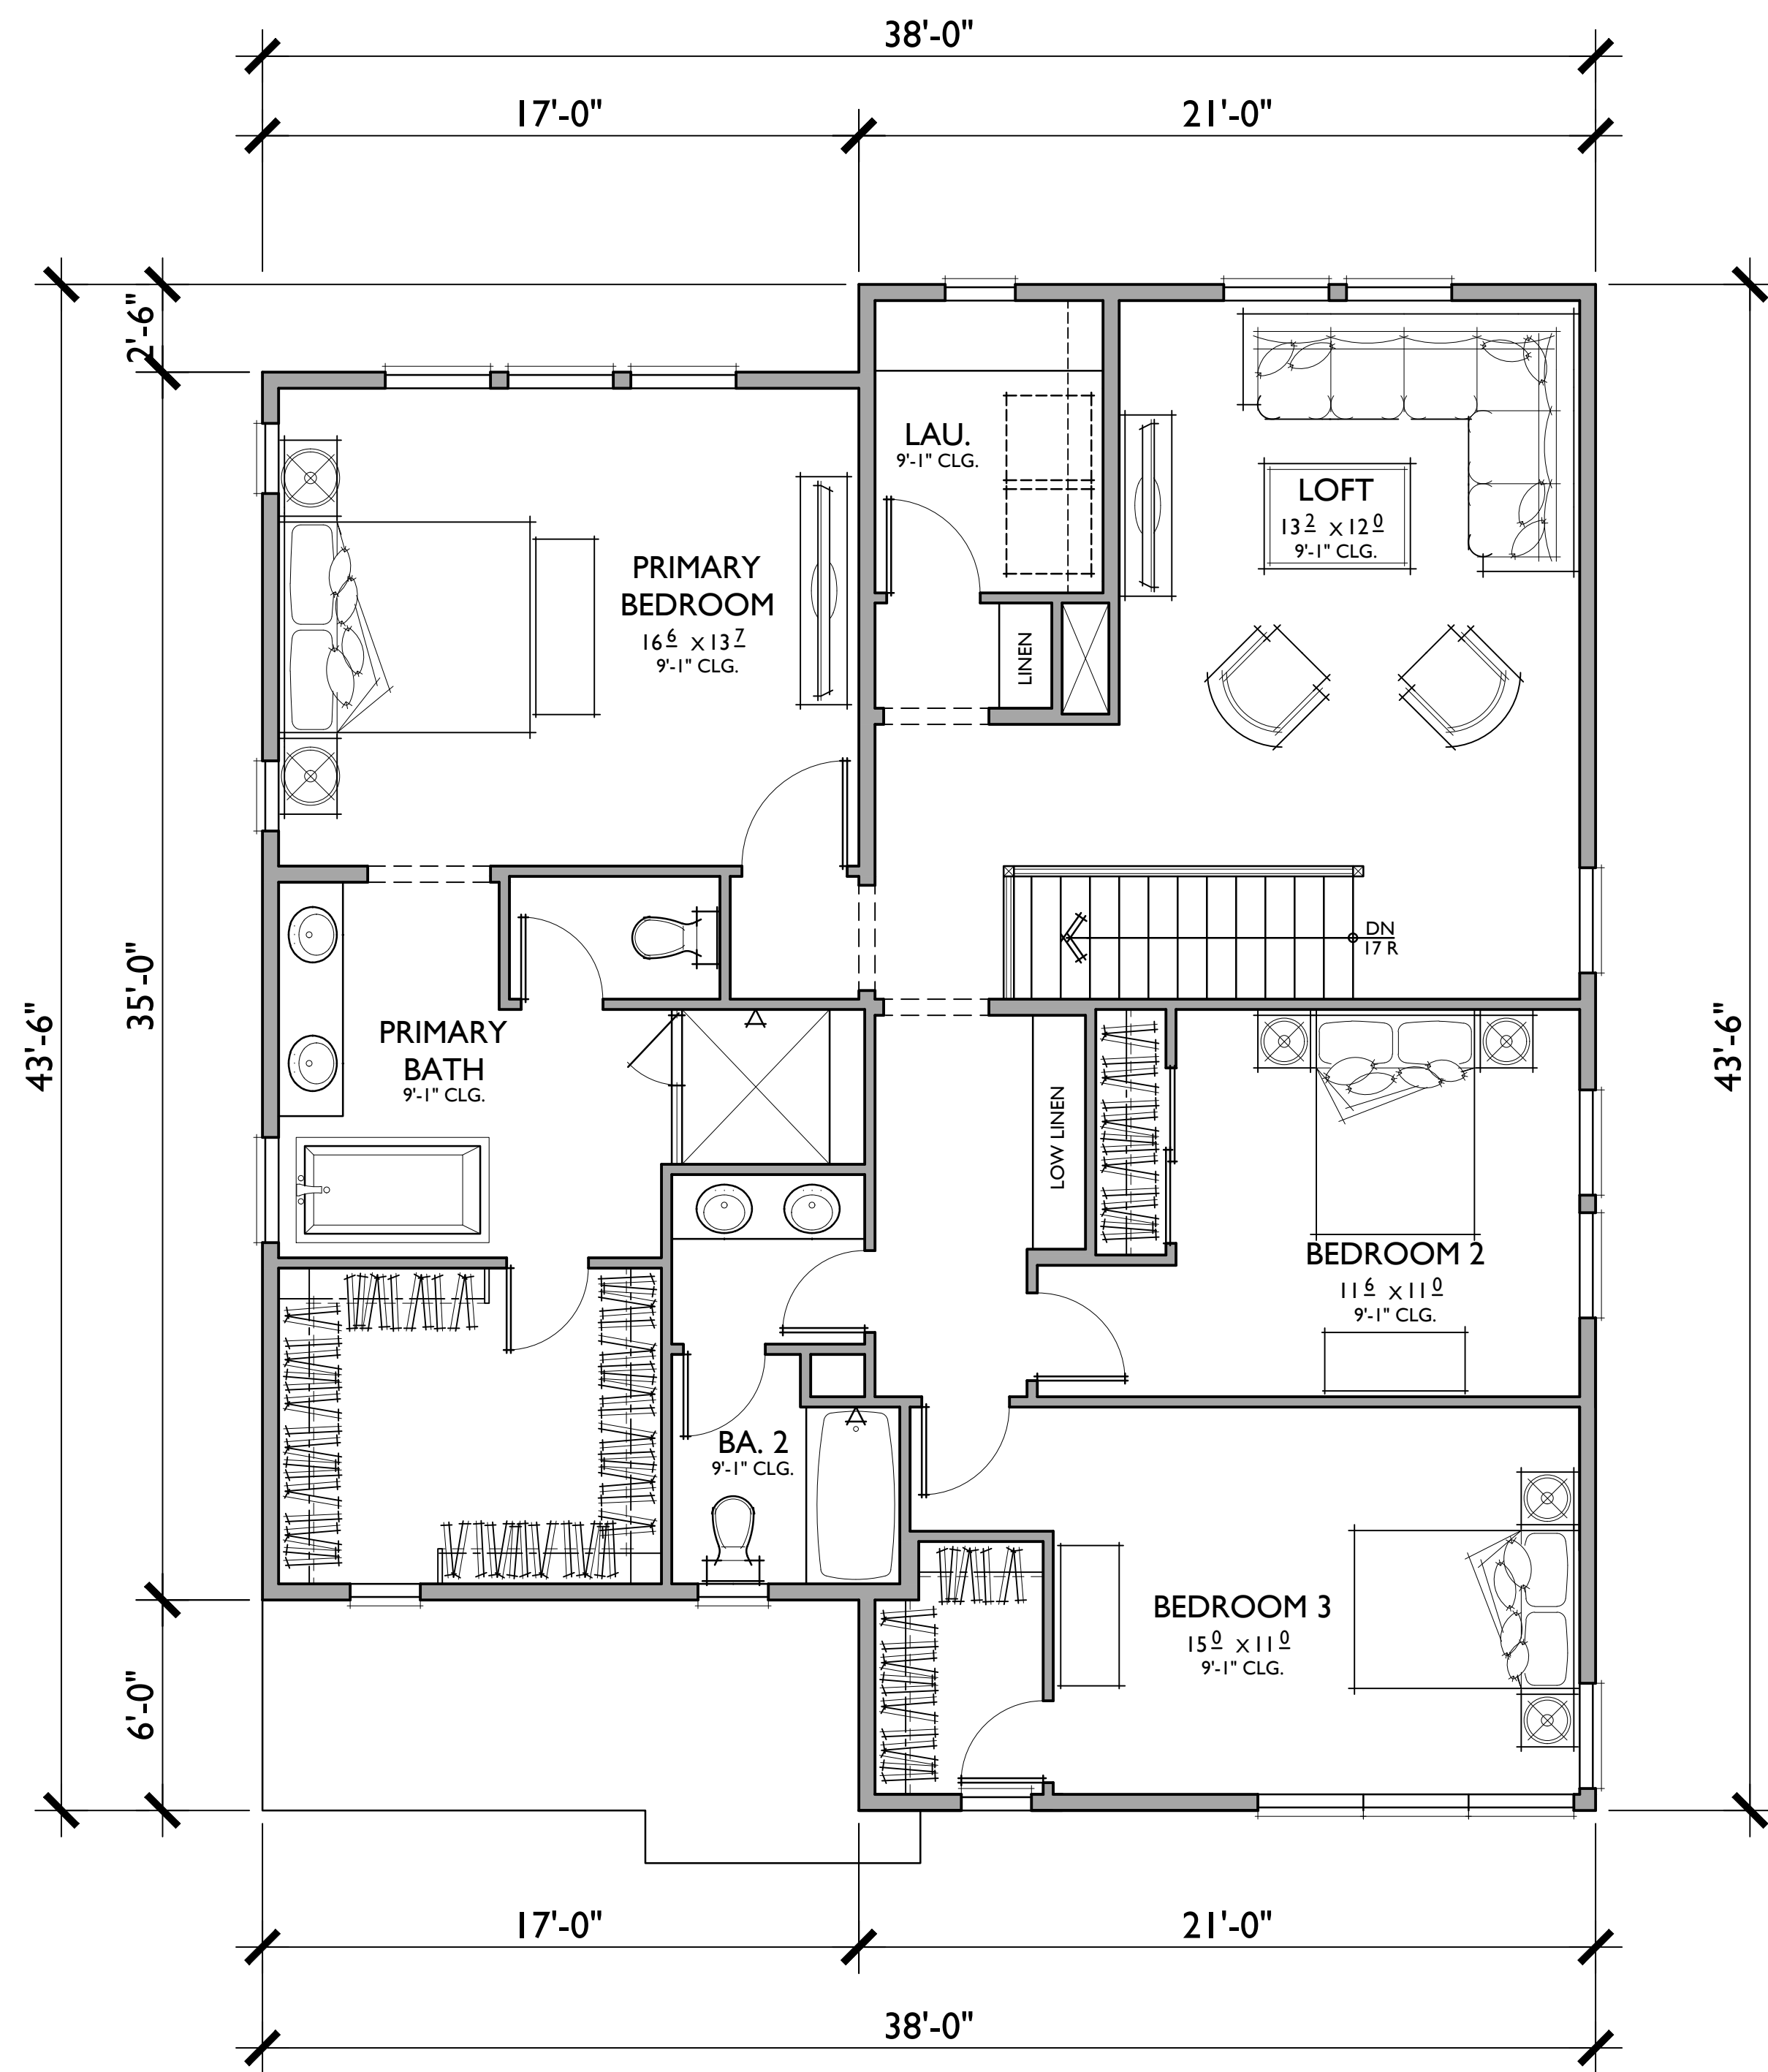 38'-0"
17'-0"
21'-0"
2'-6"
35'-0"
43'-6"
6'-0"
43'-6"
LAU.
9'-1" CLG.
LOFT
13 2 X 12 0
9'-1" CLG.
PRIMARY
BEDROOM
16 6 X 13 7
9'-1" CLG.
LINEN
DN
17 R
PRIMARY
BATH
9'-1" CLG.
LOW LINEN
BEDROOM 2
11 6 X 11 0
9'-1" CLG.
BA. 2
9'-1" CLG.
BEDROOM 3
15 0 X 11 0
9'-1" CLG.
17'-0"
21'-0"
38'-0"